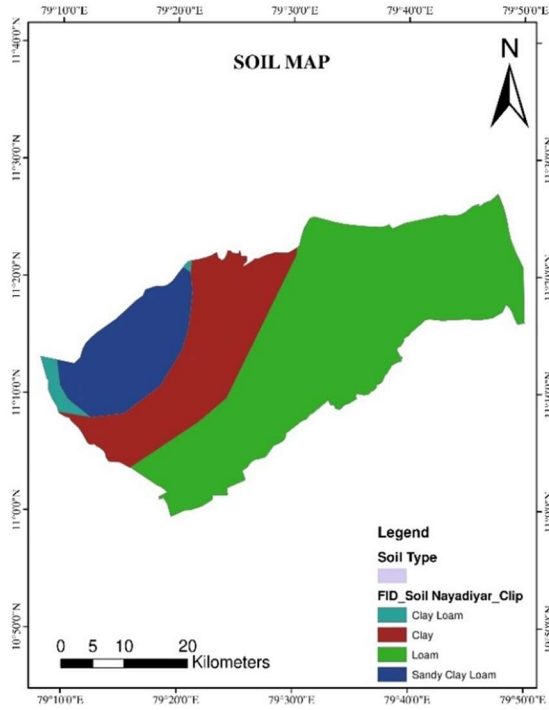 79°10'0"E 79°20'0"E 79°30'0"E 79°40'0"E 79°50'0"E
SOIL MAP
N
11°40'0"N
11°30'0"N
11°20'0"N
11°10'0"N
11°0'0"N
10°50'0"N
Legend
Soil Type
FID_Soil Nayadiyar_Clip
Clay Loam
Clay
Loam
Sandy Clay Loam
0 5 10 20
Kilometers
79°10'0"E 79°20'0"E 79°30'0"E 79°40'0"E 79°50'0"E